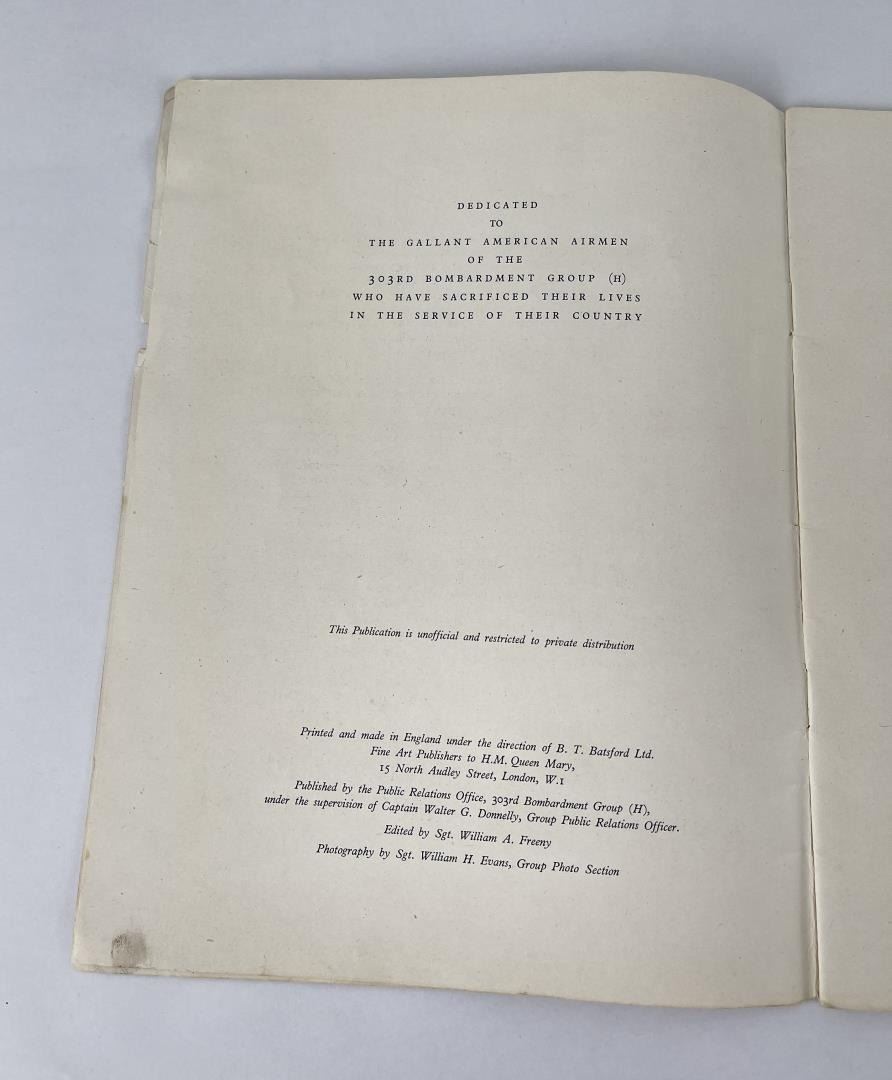 DEDICATED
TO
THE GALLANT AMERICAN AIRMEN
OF THE
303RD BOMBARDMENT GROUP (H)
WHO HAVE SACRIFICED THEIR LIVES
IN THE SERVICE OF THEIR COUNTRY
This Publication is unofficial and restricted to private distribution
Printed and made in England under the direction of B. T. Batsford Ltd.
Fine Art Publishers to H.M. Queen Mary,
15 North Audley Street, London, W.1
Published by the Public Relations Office, 303rd Bombardment Group (H),
under the supervision of Captain Walter G. Donnelly, Group Public Relations Officer.
Edited by Sgt. William A. Freeny
Photography by Sgt. William H. Evans, Group Photo Section